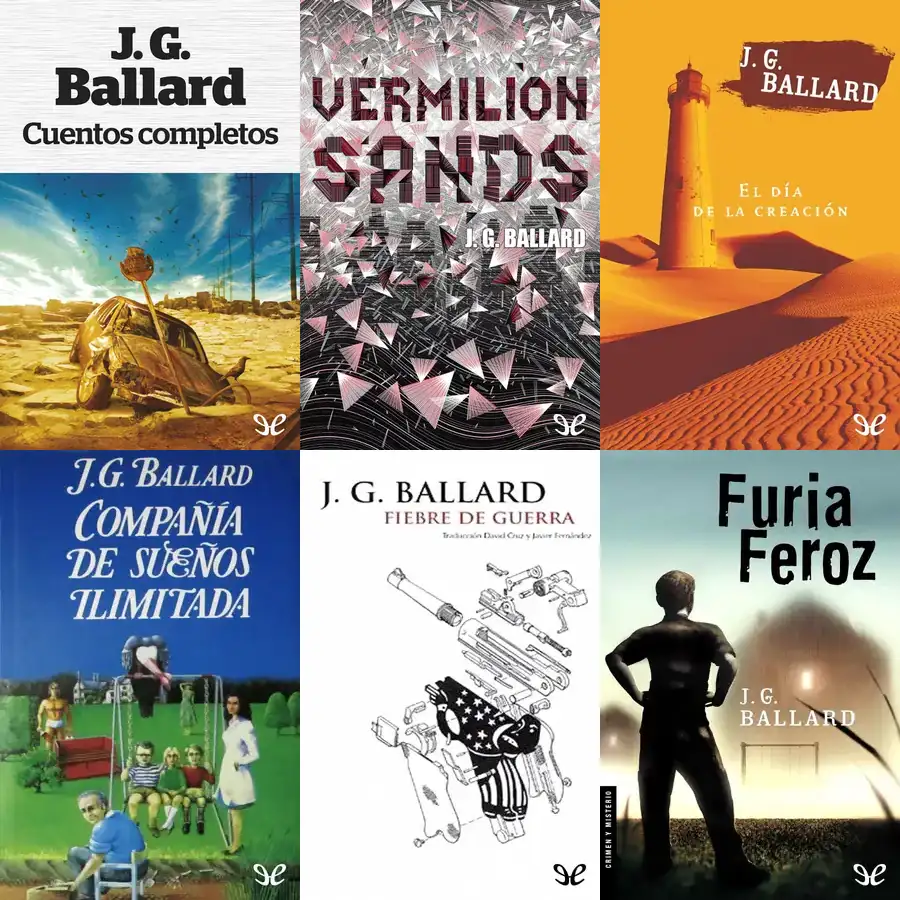 J. G.
Ballard
Cuentos completos
VERMILION
SANDS
J. G. BALLARD
J. G.
BALLARD
EL DÍA
DE LA CREACIÓN
J.G. BALLARD
COMPAÑÍA
DE SUEÑOS
ILIMITADA
J. G. BALLARD
FIEBRE DE GUERRA
Traducción David Cruz y Javier Fernández
Furia
Feroz
J. G.
BALLARD
CRIMEN Y MISTERIO